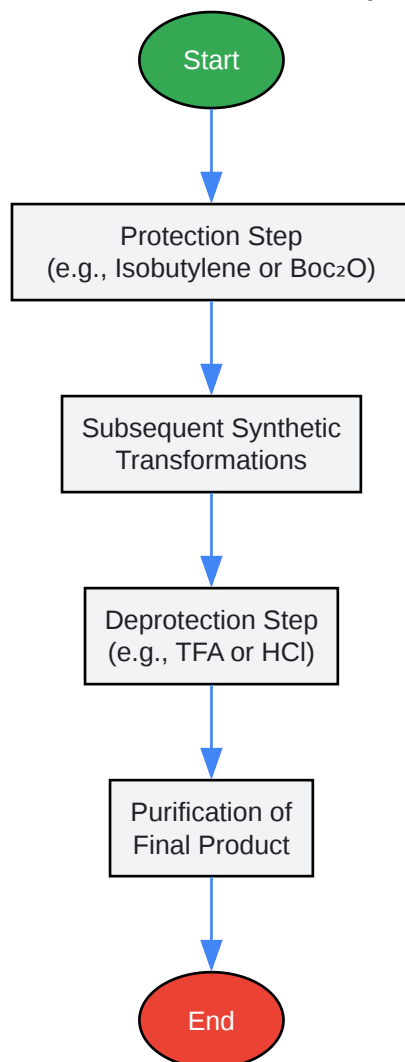 Start
Protection Step
(e.g., Isobutylene or Boc₂O)
Subsequent Synthetic
Transformations
Deprotection Step
(e.g., TFA or HCl)
Purification of
Final Product
End